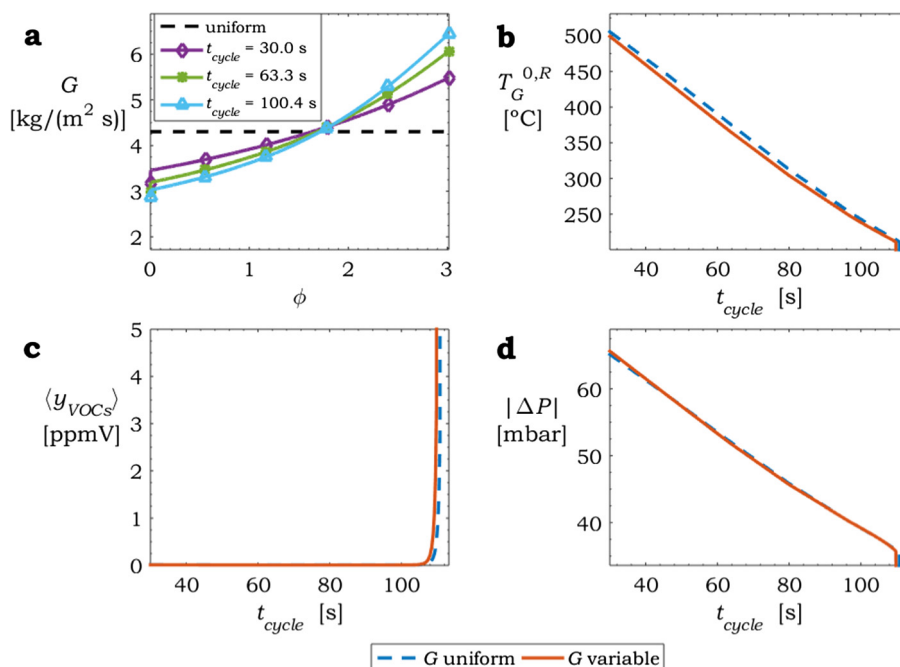 a
uniform
t_cycle = 30.0 s
t_cycle = 63.3 s
t_cycle = 100.4 s
G
[kg/(m² s)]
6
5
4
3
2
0
1
2
3
ϕ
b
T_G^{0,R}
[ºC]
500
450
400
350
300
250
40
60
80
100
t_cycle [s]
c
⟨y_VOCs⟩
[ppmV]
5
4
3
2
1
0
40
60
80
100
t_cycle [s]
d
|ΔP|
[mbar]
60
50
40
40
60
80
100
t_cycle [s]
G uniform
G variable